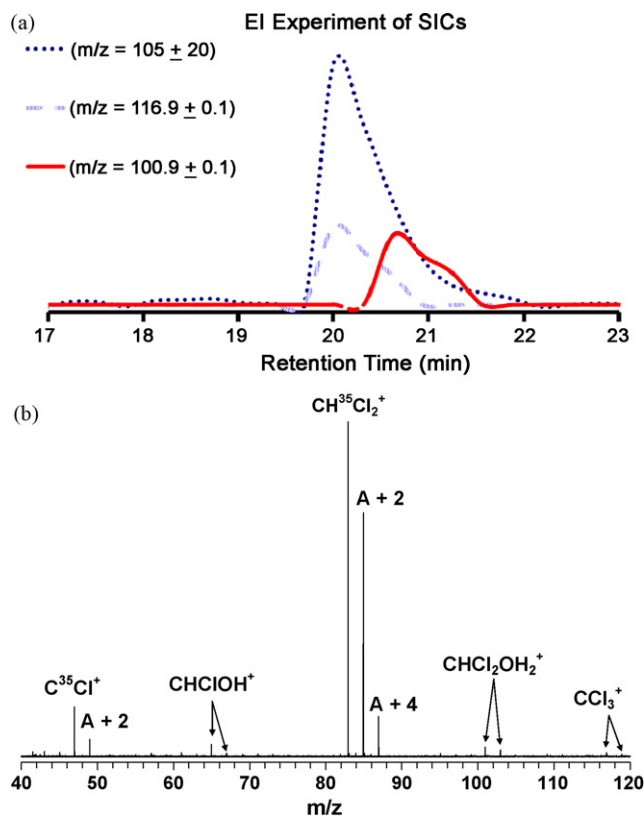 (a) EI Experiment of SICs
(m/z = 105 ± 20)
(m/z = 116.9 ± 0.1)
(m/z = 100.9 ± 0.1)
17 18 19 20 21 22 23
Retention Time (min)
(b)
CH³⁵Cl₂⁺
A + 2
C³⁵Cl⁺
A + 2
CHClOH⁺
A + 4
CHCl₂OH₂⁺
CCl₃⁺
40 50 60 70 80 90 100 110 120
m/z